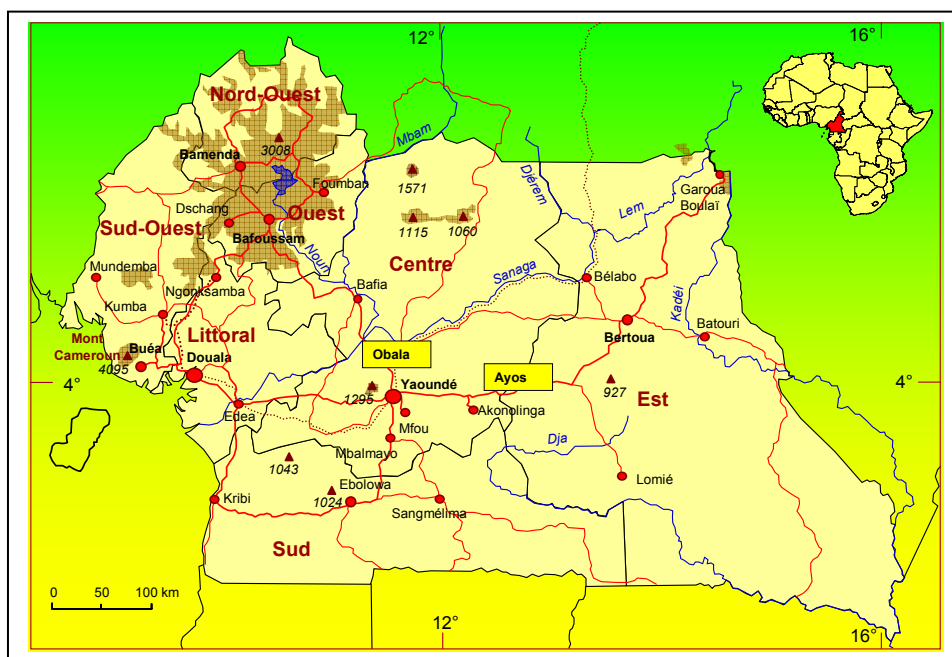 12°
16°
Nord-Ouest
3008
Mbam
Bamenda
1571
Djérem
Lem
Garoua
Boulaï
Foumban
Dschang
Ouest
Sud-Ouest
1115
1060
Bafoussam
Noun
Centre
Mundemba
Ngonksamba
Sanaga
Bélabo
Kadéi
Bafia
Kumba
Littoral
Mont
Cameroun
4095
Buéa
Douala
Obala
Bertoua
Batouri
4°
Ayos
4°
1295
Yaoundé
927
Est
Edea
Akonolinga
Mfou
Dja
Mbalmayo
1043
Lomié
Ebolowa
1024
Kribi
Sangmélima
Sud
0 50 100 km
12°
16°